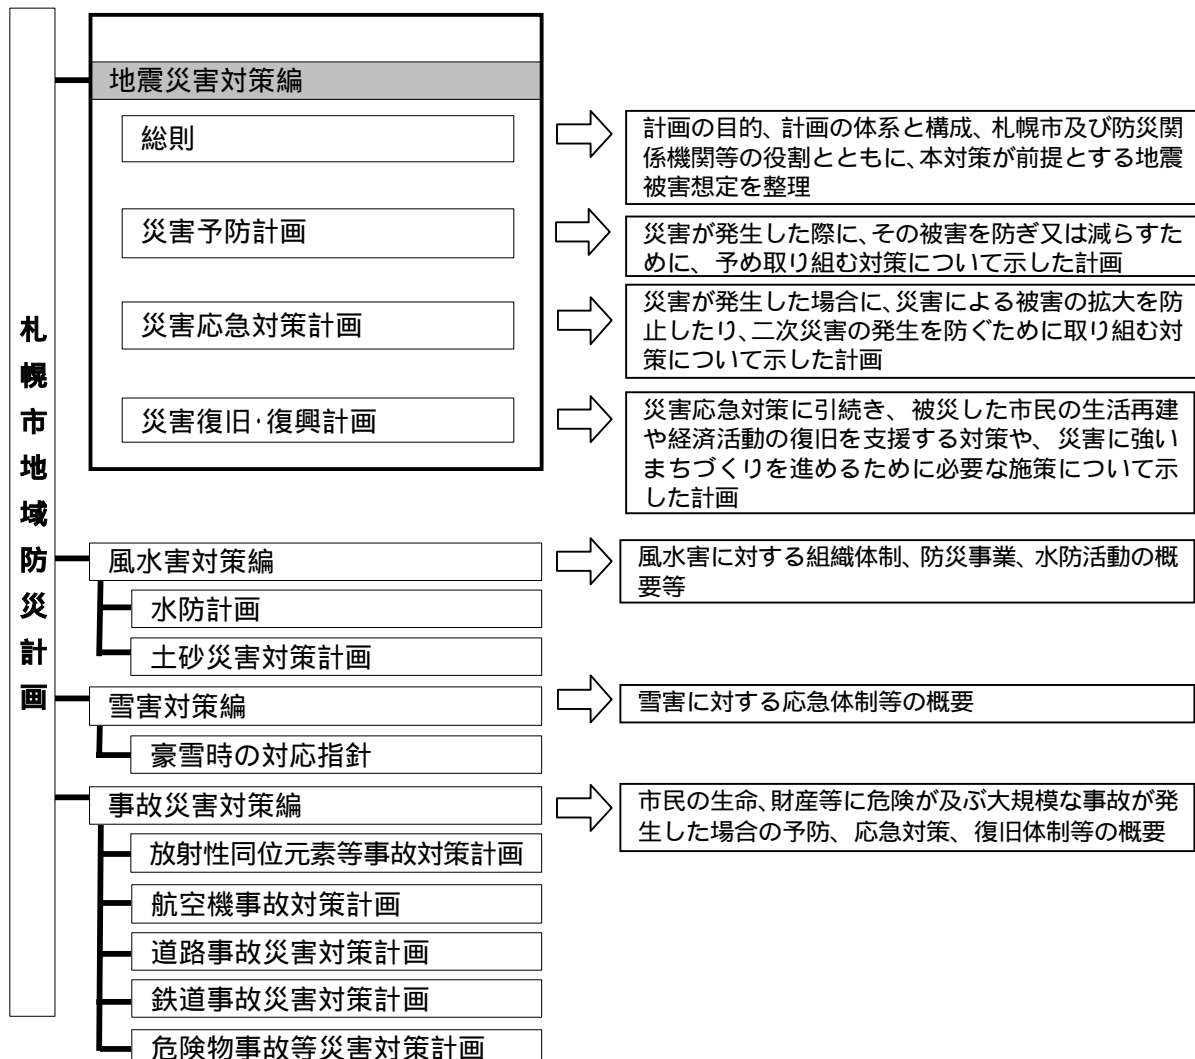 札幌市地域防災計画
地震災害対策編
総則
計画の目的、計画の体系と構成、札幌市及び防災関
係機関等の役割とともに、本対策が前提とする地震
被害想定を整理
災害予防計画
災害が発生した際に、その被害を防ぎ又は減らすた
めに、予め取り組む対策について示した計画
災害応急対策計画
災害が発生した場合に、災害による被害の拡大を防
止したり、二次災害の発生を防ぐために取り組む対
策について示した計画
災害復旧・復興計画
災害応急対策に引続き、被災した市民の生活再建
や経済活動の復旧を支援する対策や、災害に強い
まちづくりを進めるために必要な施策について示
した計画
風水害対策編
風水害に対する組織体制、防災事業、水防活動の概
要等
水防計画
土砂災害対策計画
雪害対策編
雪害に対する応急体制等の概要
豪雪時の対応指針
事故災害対策編
市民の生命、財産等に危険が及ぶ大規模な事故が発
生した場合の予防、応急対策、復旧体制等の概要
放射性同位元素等事故対策計画
航空機事故対策計画
道路事故災害対策計画
鉄道事故災害対策計画
危険物事故等災害対策計画